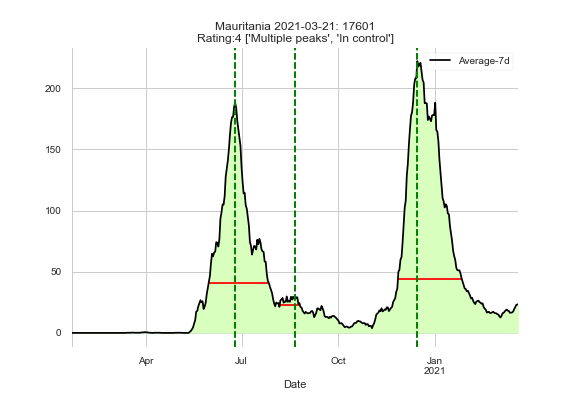 Mauritania 2021-03-21: 17601
Rating:4 ['Multiple peaks', 'In control']
Average-7d
200
150
100
50
0
Apr
Jul
Oct
Jan
2021
Date